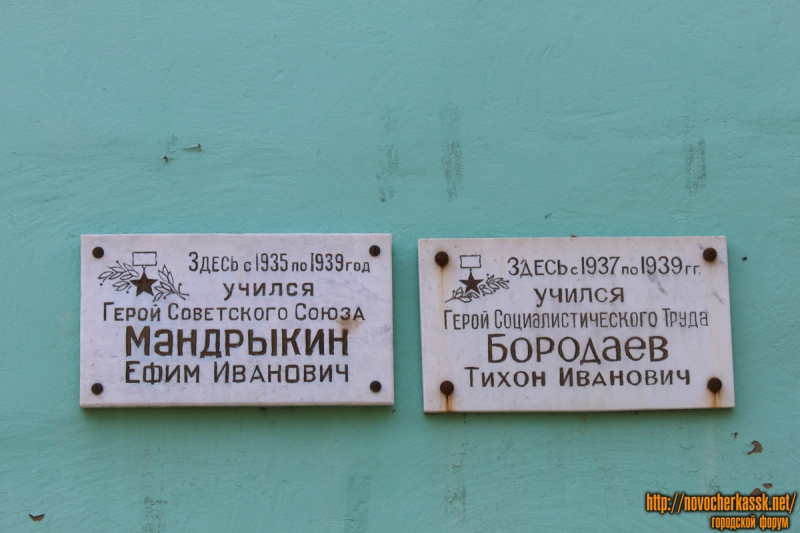 Здесь с 1935 по 1939 год
учился
Герой Советского Союза
Мандрыкин
Ефим Иванович
Здесь с 1937 по 1939 гг.
учился
Герой Социалистического Труда
Бородаев
Тихон Иванович
http://novocherkassk.net/
городской форум